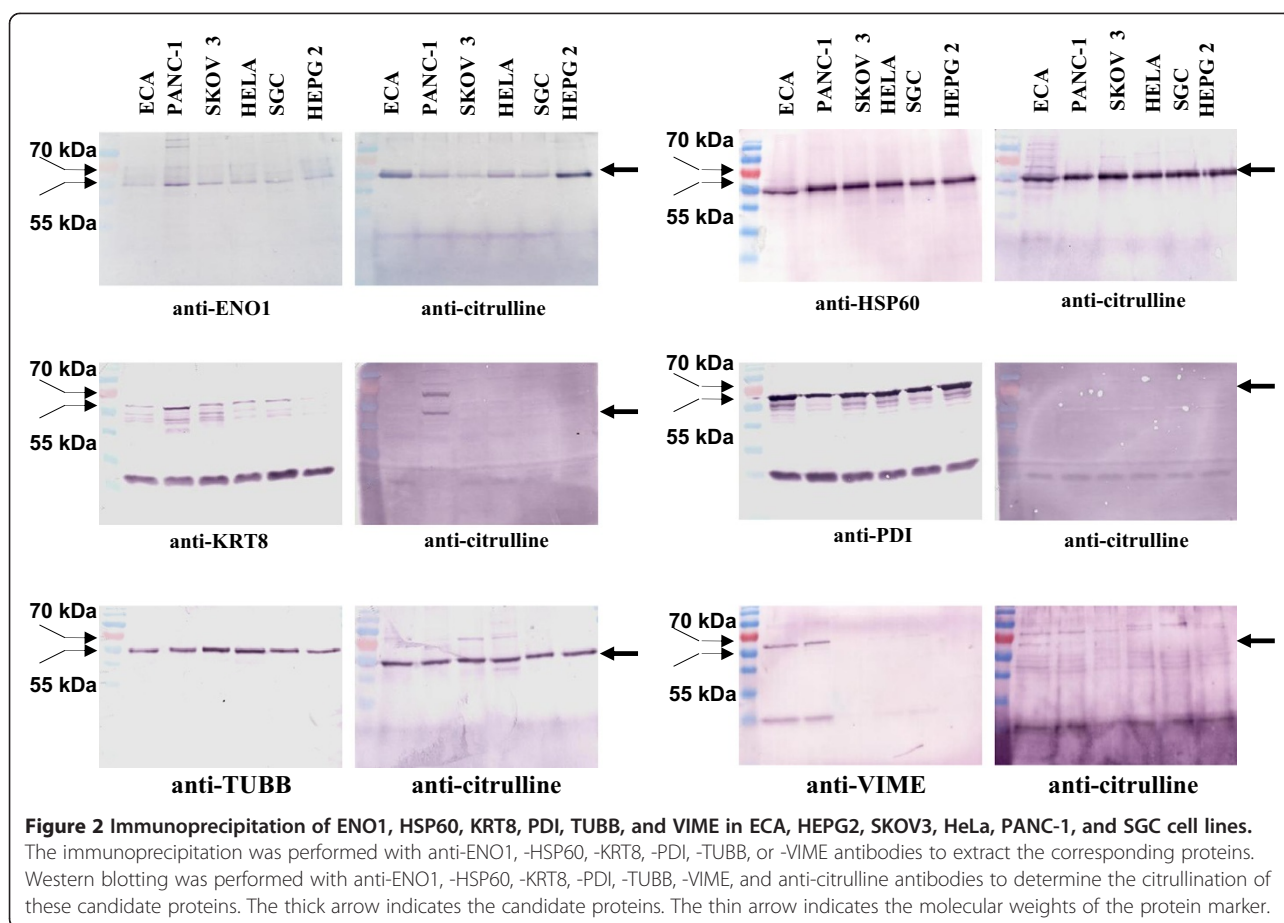 ECA PANC-1 SKOV 3 HELA SGC HEPG 2
ECA PANC-1 SKOV 3 HELA SGC HEPG 2
ECA PANC-1 SKOV 3 HELA SGC HEPG 2
ECA PANC-1 SKOV 3 HELA SGC HEPG 2
70 kDa
55 kDa
anti-ENO1
anti-citrulline
70 kDa
55 kDa
anti-HSP60
anti-citrulline
70 kDa
55 kDa
anti-KRT8
anti-citrulline
70 kDa
55 kDa
anti-PDI
anti-citrulline
70 kDa
55 kDa
anti-TUBB
anti-citrulline
70 kDa
55 kDa
anti-VIME
anti-citrulline
Figure 2 Immunoprecipitation of ENO1, HSP60, KRT8, PDI, TUBB, and VIME in ECA, HEPG2, SKOV3, HeLa, PANC-1, and SGC cell lines.
The immunoprecipitation was performed with anti-ENO1, -HSP60, -KRT8, -PDI, -TUBB, or -VIME antibodies to extract the corresponding proteins.
Western blotting was performed with anti-ENO1, -HSP60, -KRT8, -PDI, -TUBB, -VIME, and anti-citrulline antibodies to determine the citrullination of
these candidate proteins. The thick arrow indicates the candidate proteins. The thin arrow indicates the molecular weights of the protein marker.